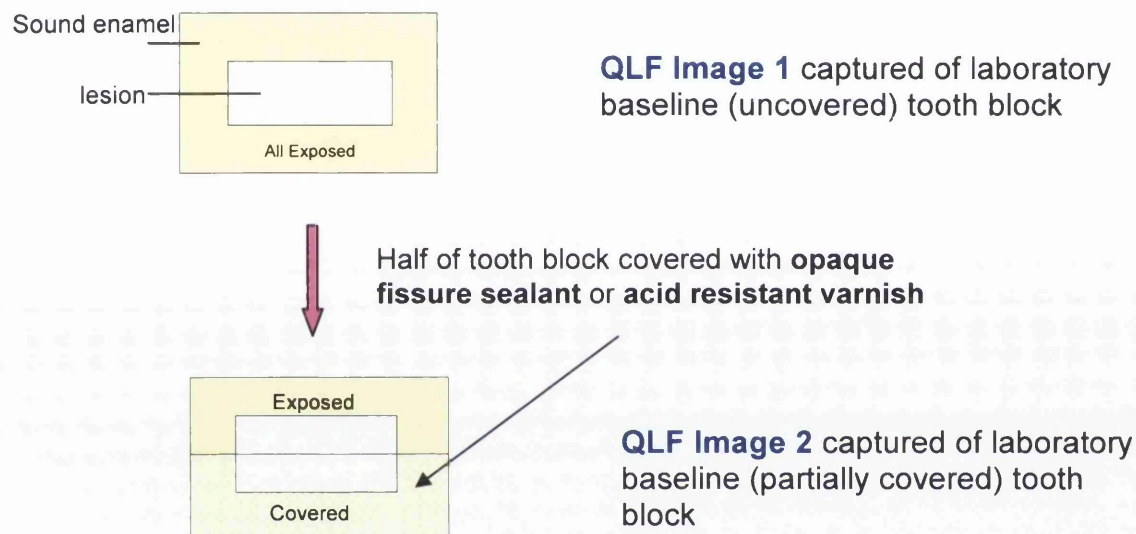 Sound enamel
lesion
All Exposed
QLF Image 1 captured of laboratory
baseline (uncovered) tooth block
Half of tooth block covered with opaque
fissure sealant or acid resistant varnish
Exposed
Covered
QLF Image 2 captured of laboratory
baseline (partially covered) tooth
block